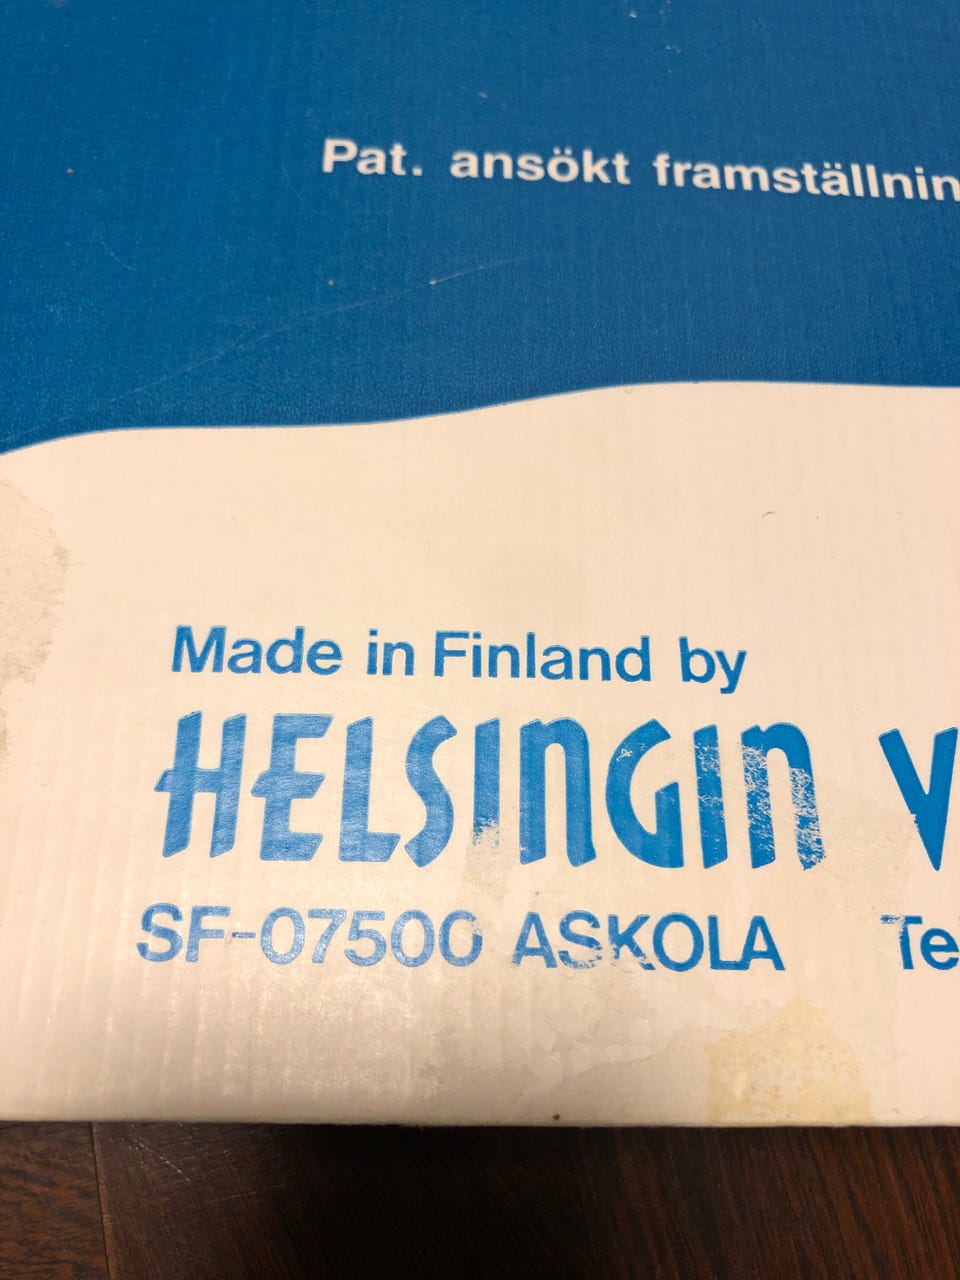 Pat. ansökt framställnin
Made in Finland by
HELSINGIN V
SF-07500 ASKOLA Te